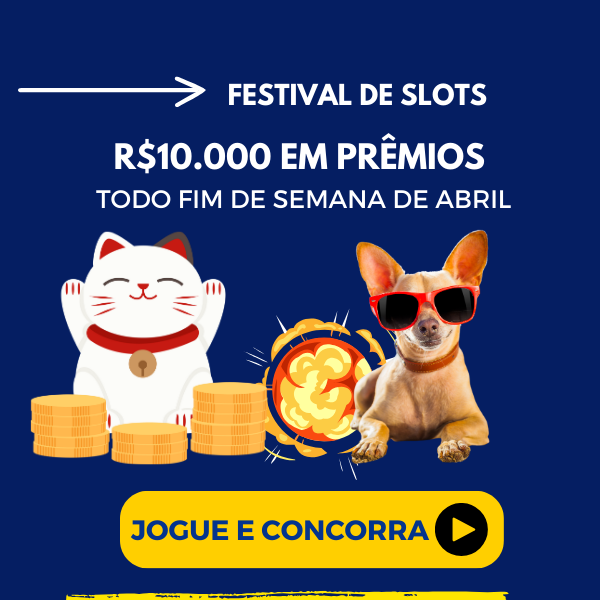 FESTIVAL DE SLOTS
R$10.000 EM PRÊMIOS
TODO FIM DE SEMANA DE ABRIL
JOGUE E CONCORRA